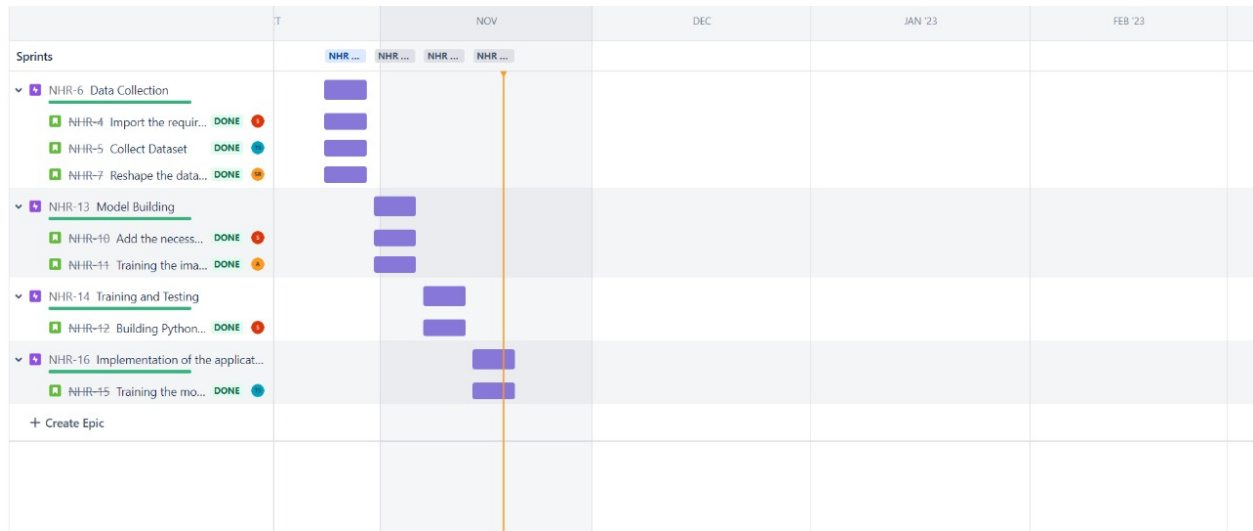 T NOV DEC JAN '23 FEB '23
Sprints NHR ... NHR ... NHR ... NHR ...
NHR-6 Data Collection
NHR-4 Import the requir... DONE S
NHR-5 Collect Dataset DONE
NHR-7 Reshape the data... DONE SR
NHR-13 Model Building
NHR-10 Add the necess... DONE S
NHR-11 Training the ima... DONE A
NHR-14 Training and Testing
NHR-12 Building Python... DONE S
NHR-16 Implementation of the applicat...
NHR-15 Training the mo... DONE
+ Create Epic